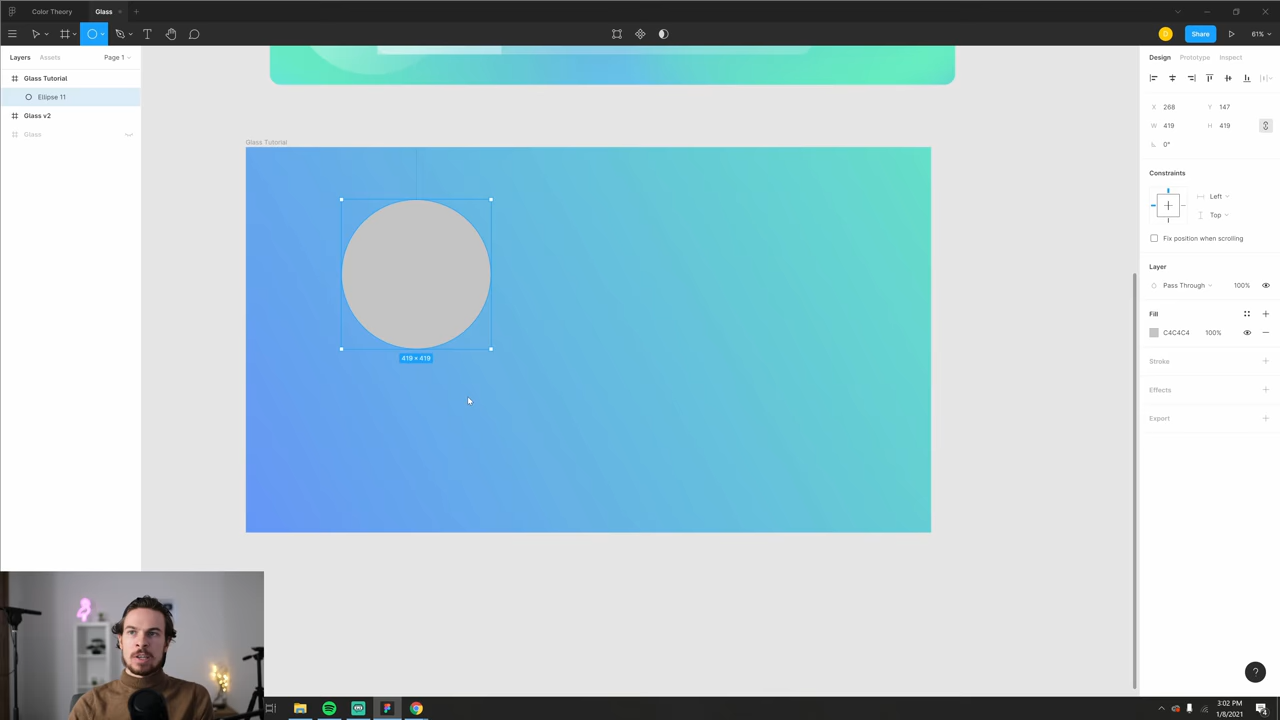 Color Theory
Glass
Share
61%
Layers
Assets
Page 1
Glass Tutorial
Ellipse 11
Glass v2
Glass
Glass Tutorial
419 × 419
Design
Prototype
Inspect
X 268
Y 147
W 419
H 419
0°
Constraints
Left
Top
Fix position when scrolling
Layer
Pass Through
100%
Fill
C4C4C4
100%
Stroke
Effects
Export
?
3:02 PM
1/8/2021
4